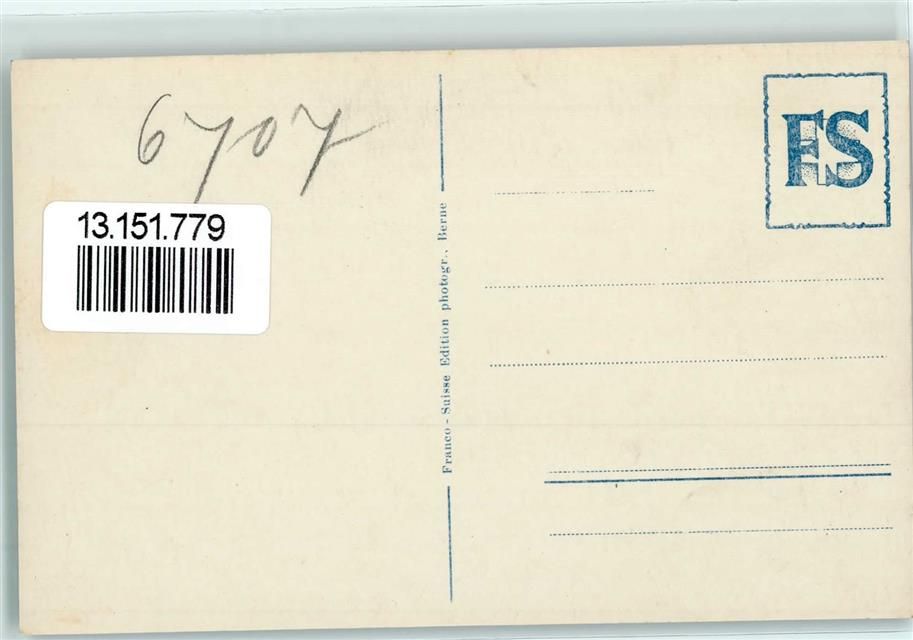 6707
13.151.779
Franco-Suisse Edition photogr., Berne
FS